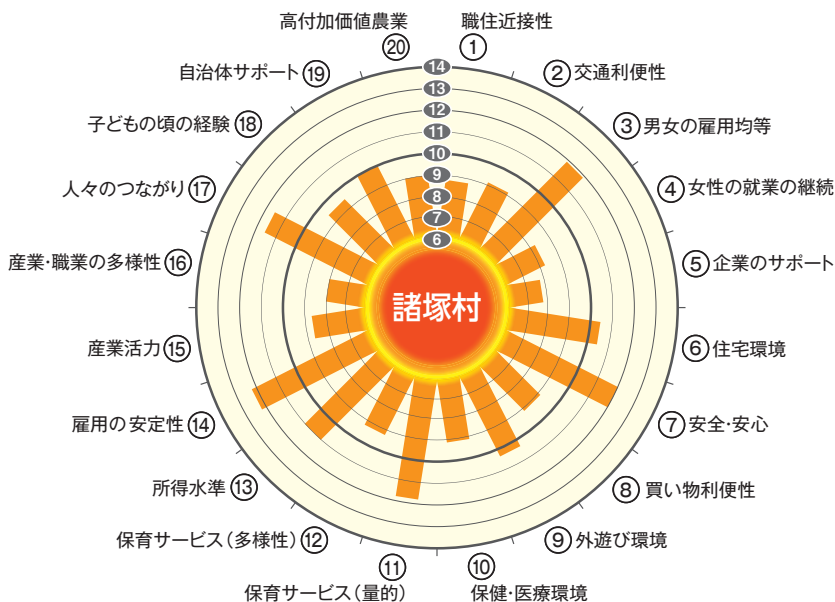 高付加価値農業
⑳
職住近接性
①
② 交通利便性
③ 男女の雇用均等
④ 女性の就業の継続
⑤ 企業のサポート
⑥ 住宅環境
⑦ 安全・安心
⑧ 買い物利便性
⑨ 外遊び環境
⑩
保健・医療環境
⑪
保育サービス(量的)
保育サービス(多様性) ⑫
所得水準 ⑬
雇用の安定性 ⑭
産業活力 ⑮
産業・職業の多様性 ⑯
人々のつながり ⑰
子どもの頃の経験 ⑱
自治体サポート ⑲
14
13
12
11
10
9
8
7
6
諸塚村